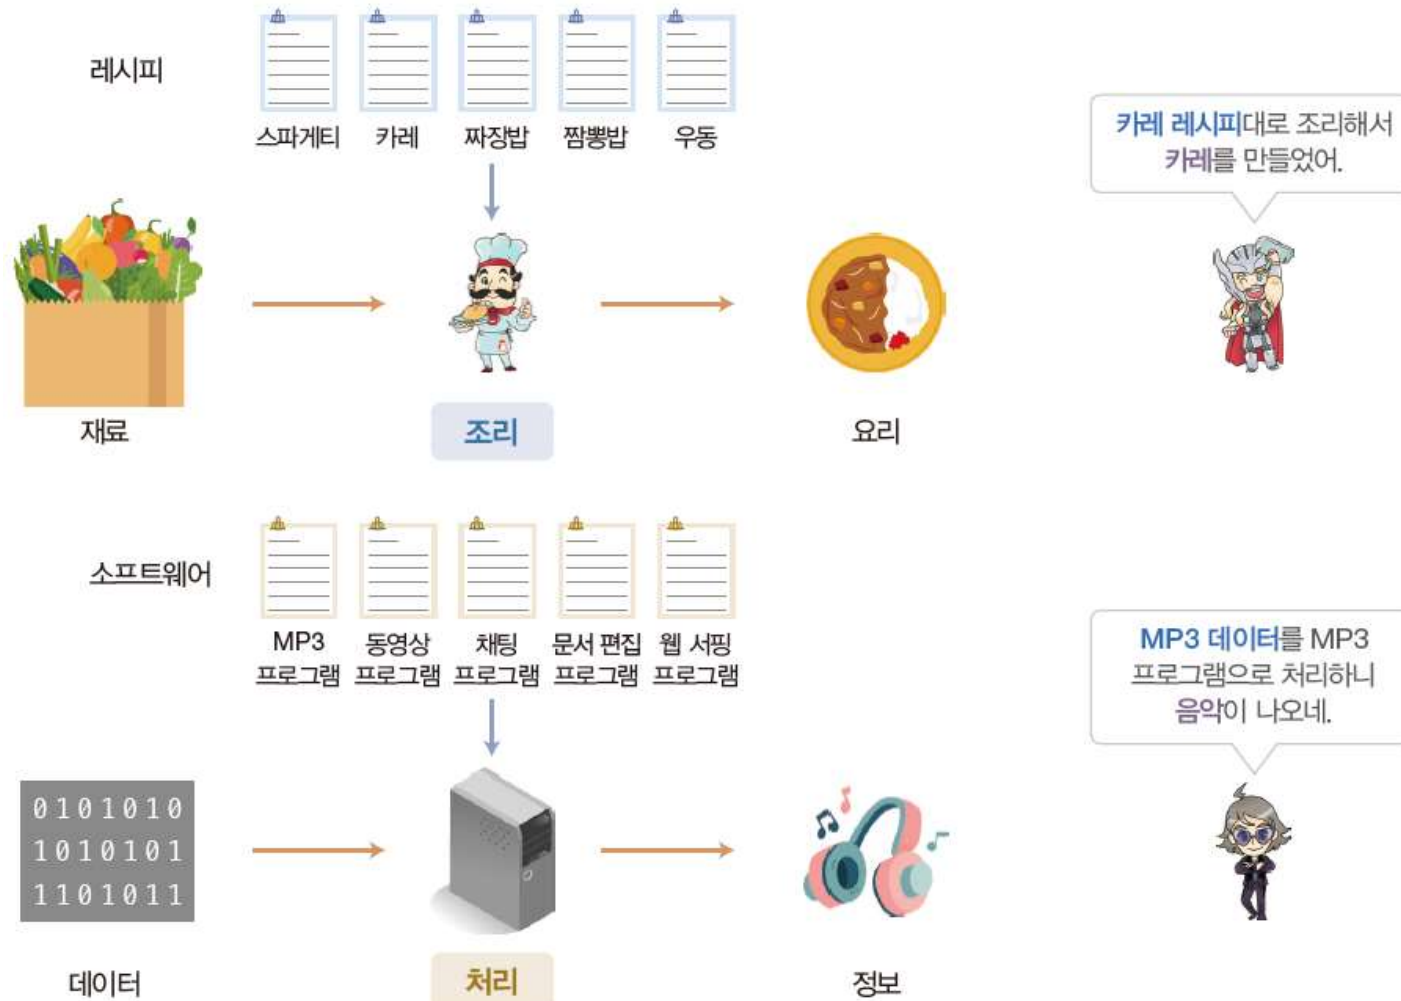 레시피
스파게티 카레 짜장밥 짬뽕밥 우동
카레 레시피대로 조리해서
카레를 만들었어.
재료 조리 요리
소프트웨어
MP3 동영상 채팅 문서 편집 웹 서핑
프로그램 프로그램 프로그램 프로그램 프로그램
MP3 데이터를 MP3
프로그램으로 처리하니
음악이 나오네.
0101010
1010101
1101011
데이터 처리 정보